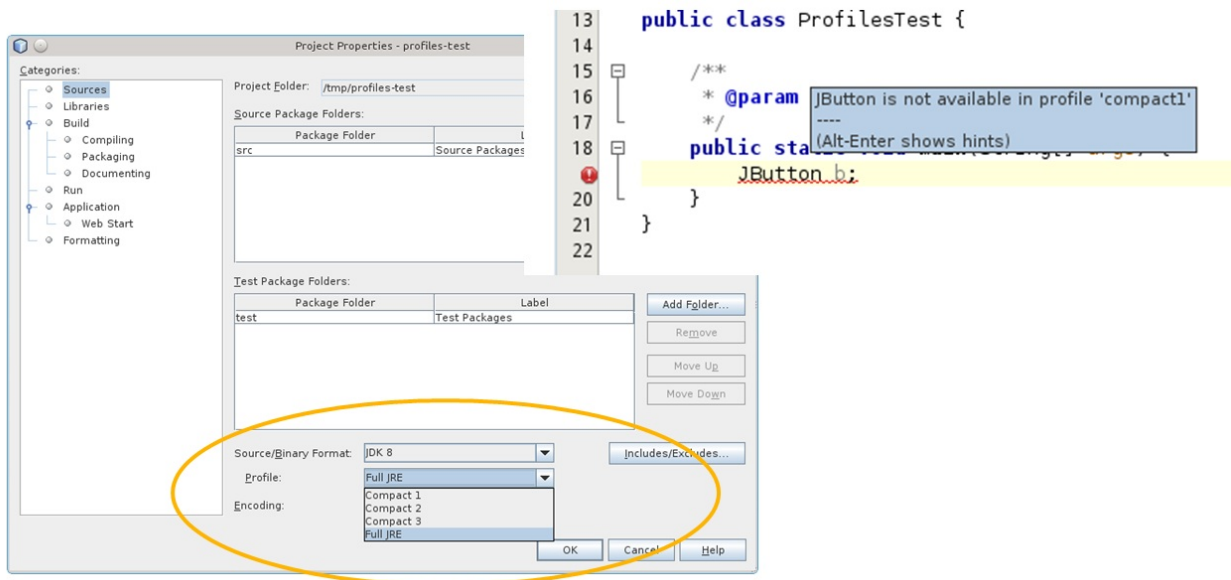 Project Properties - profiles-test
Categories:
Sources
Libraries
Build
Compiling
Packaging
Documenting
Run
Application
Web Start
Formatting
Project Folder: /tmp/profiles-test
Source Package Folders:
Package Folder
src Source Packages
Test Package Folders:
Package Folder Label
test Test Packages
Add Folder...
Remove
Move Up
Move Down
Source/Binary Format: JDK 8
Includes/Excludes...
Profile: Full JRE
Compact 1
Compact 2
Compact 3
Full JRE
Encoding:
OK Cancel Help
13 public class ProfilesTest {
14
15 /**
16 * @param
JButton is not available in profile 'compact1'
----
(Alt-Enter shows hints)
17 */
18 public
JButton b;
20 }
21 }
22